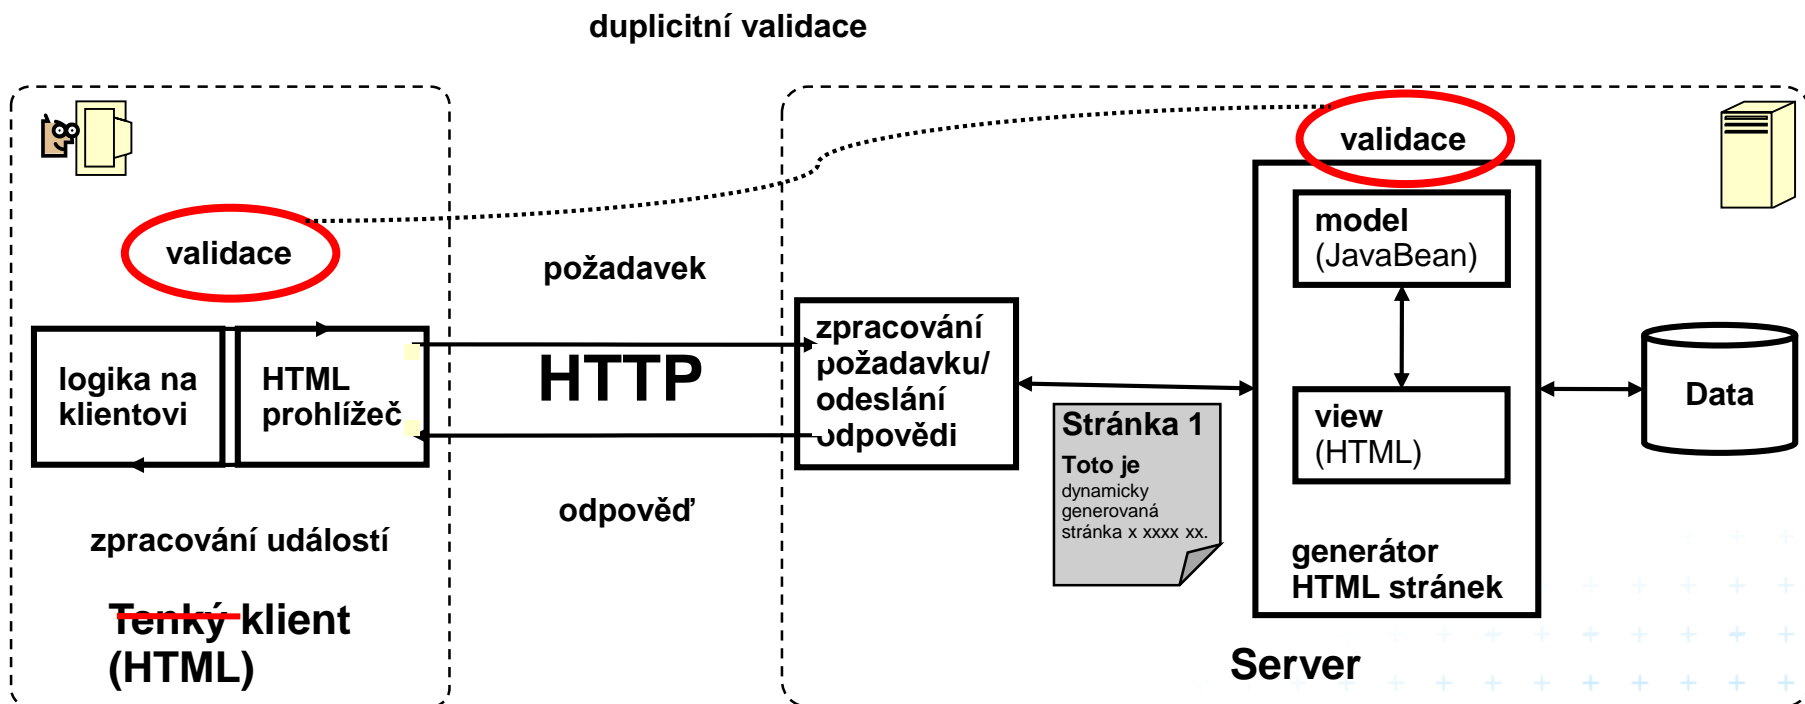 duplicitní validace
validace
logika na
klientovi
HTML
prohlížeč
zpracování událostí
Tenký klient
(HTML)
požadavek
HTTP
odpověď
zpracování
požadavku/
odeslání
odpovědi
Stránka 1
Toto je
dynamicky
generovaná
stránka x xxxx xx.
validace
model
(JavaBean)
view
(HTML)
generátor
HTML stránek
Data
Server